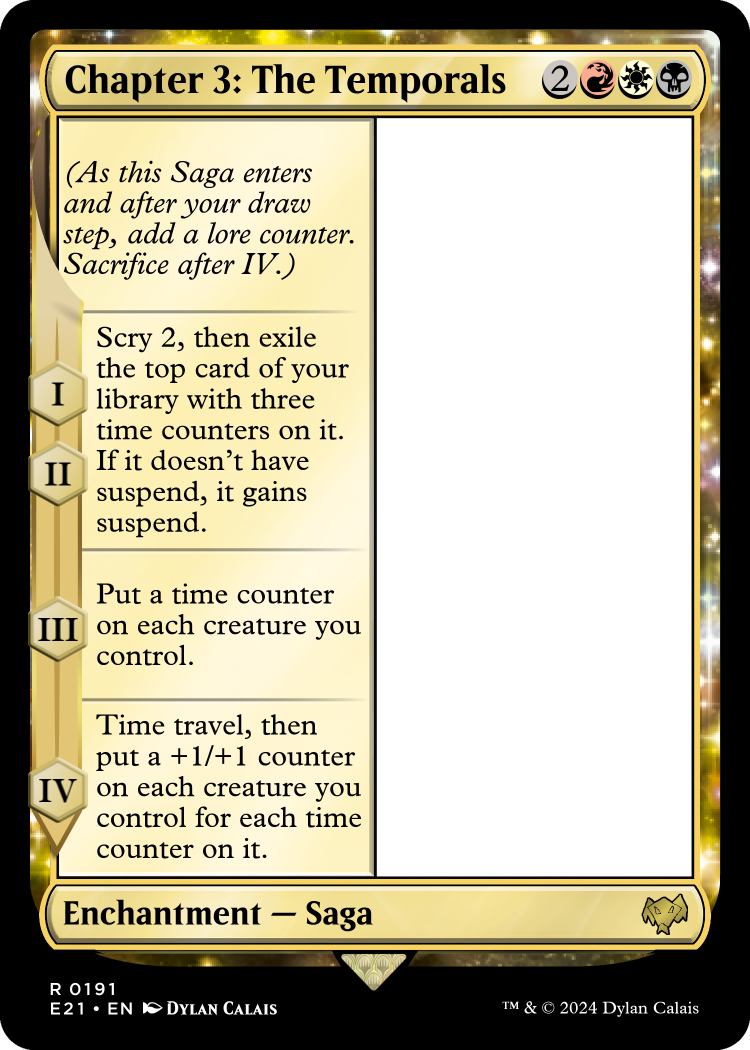 Chapter 3: The Temporals 2
(As this Saga enters
and after your draw
step, add a lore counter.
Sacrifice after IV.)
I
II
Scry 2, then exile
the top card of your
library with three
time counters on it.
If it doesn't have
suspend, it gains
suspend.
III
Put a time counter
on each creature you
control.
IV
Time travel, then
put a +1/+1 counter
on each creature you
control for each time
counter on it.
Enchantment — Saga
R 0191
E21 • EN Dylan Calais
™ & © 2024 Dylan Calais